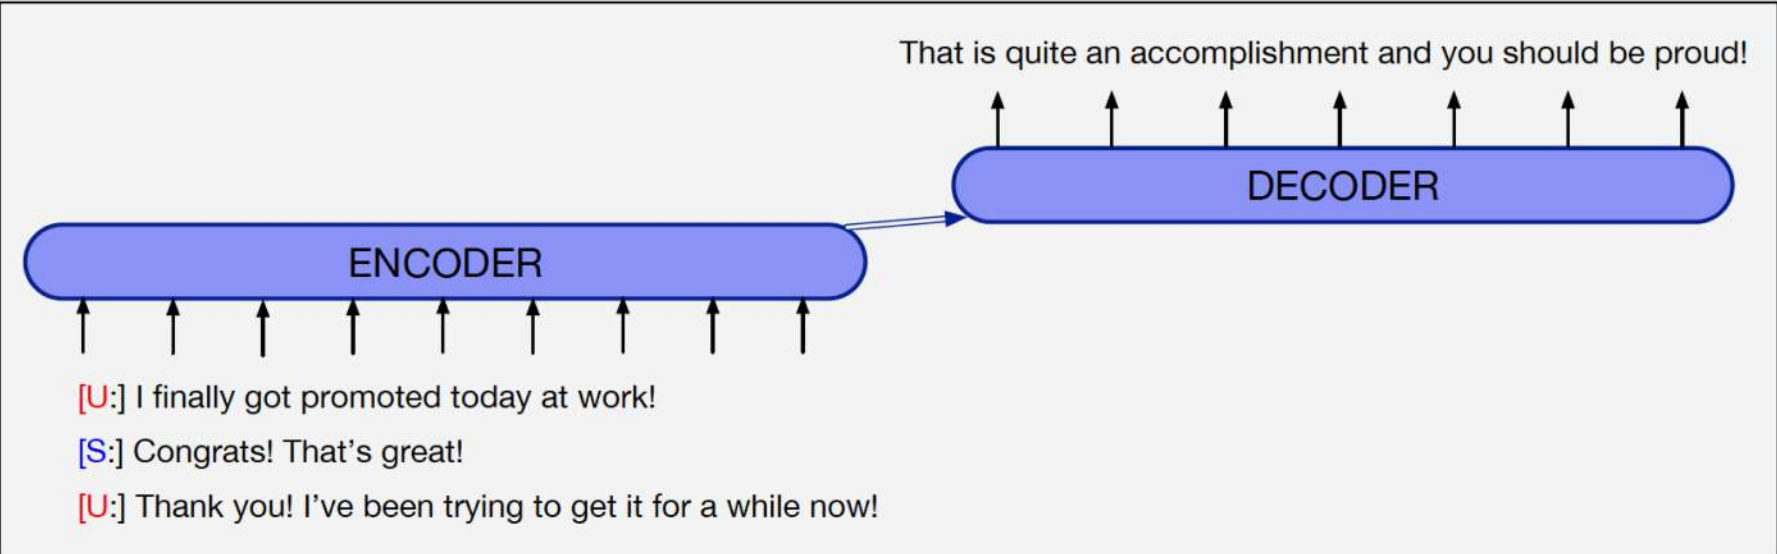 That is quite an accomplishment and you should be proud!
DECODER
ENCODER
[U:] I finally got promoted today at work!
[S:] Congrats! That's great!
[U:] Thank you! I've been trying to get it for a while now!